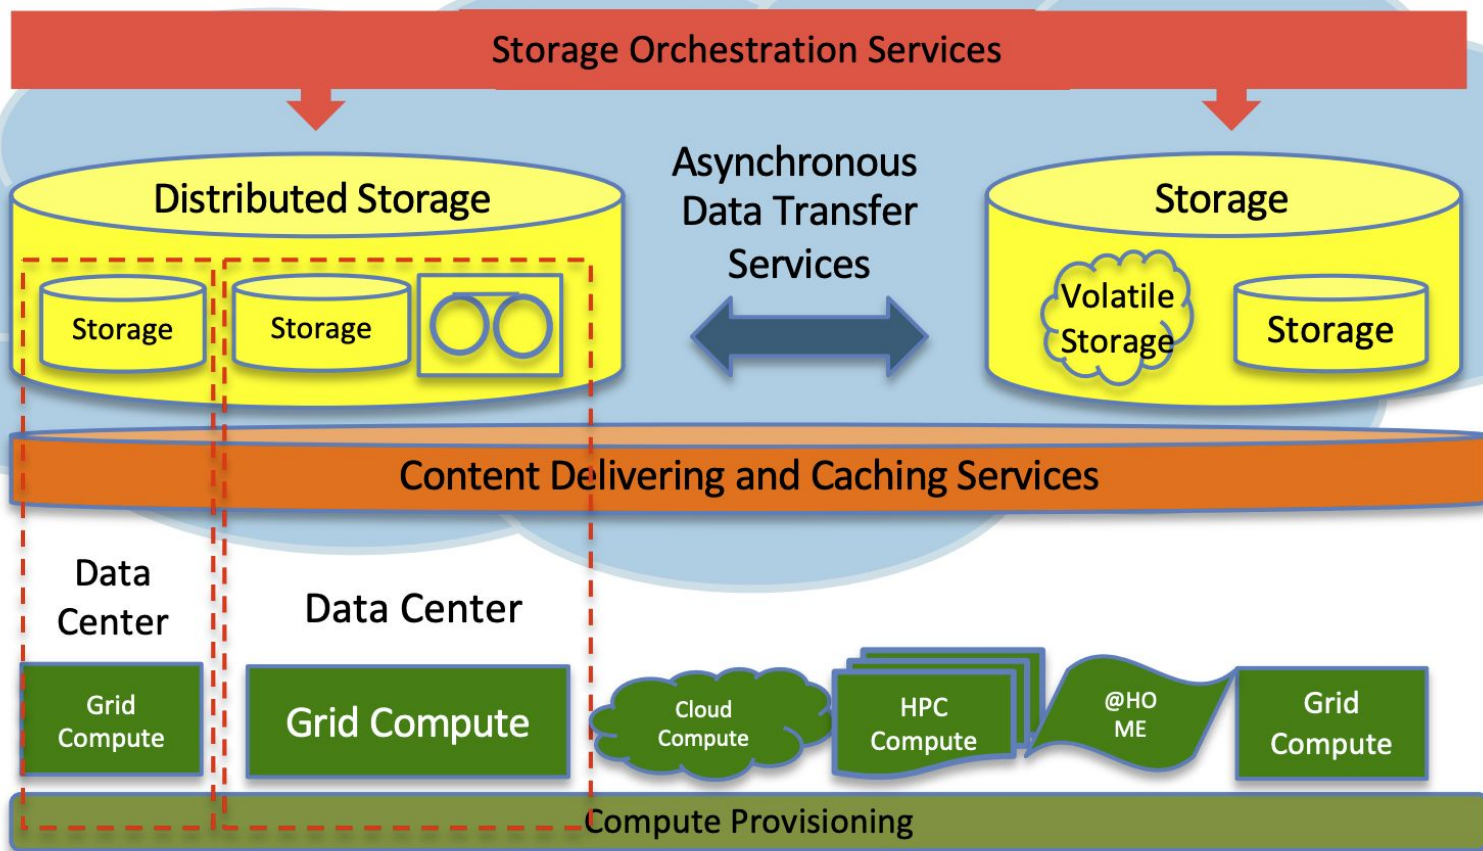 Storage Orchestration Services
Asynchronous
Data Transfer
Services
Distributed Storage
Storage
Storage
Storage
Volatile
Storage
Storage
Content Delivering and Caching Services
Data
Center
Data Center
Grid
Compute
Grid Compute
Cloud
Compute
HPC
Compute
@HO
ME
Grid
Compute
Compute Provisioning